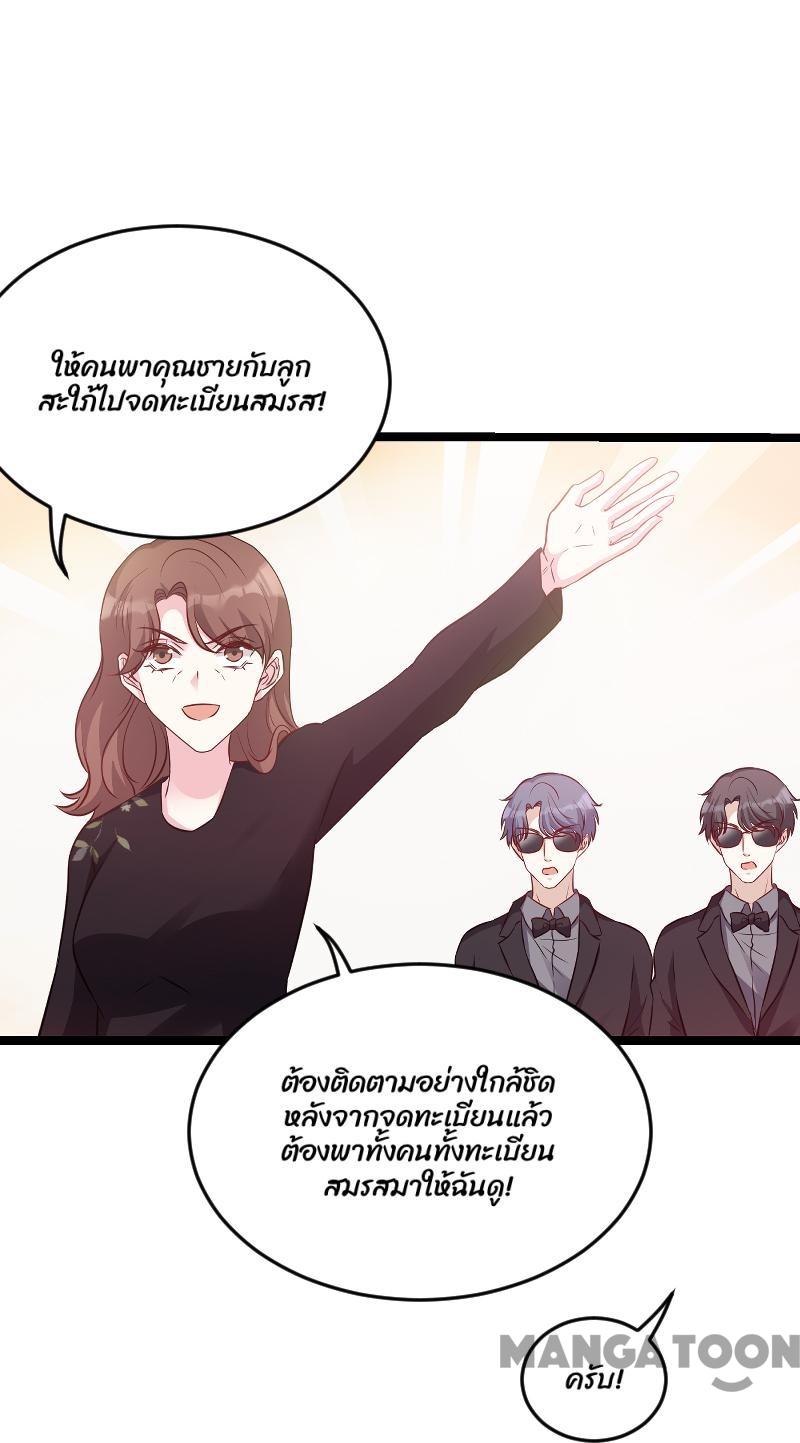 ให้คนพาคุณชายกับลูก
สะใภ้ไปจดทะเบียนสมรส!
ต้องติดตามอย่างใกล้ชิด
หลังจากจดทะเบียนแล้ว
ต้องพาทั้งคนทั้งทะเบียน
สมรสมาให้ฉันดู!
MANGATOON
ครับ!